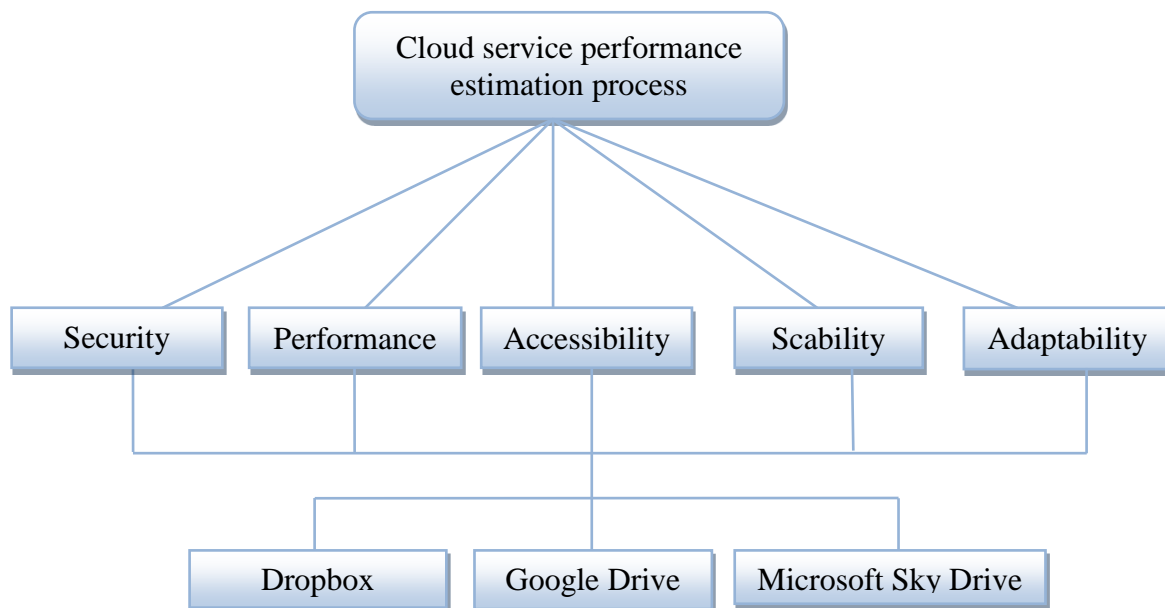 Cloud service performance
estimation process
Security
Performance
Accessibility
Scability
Adaptability
Dropbox
Google Drive
Microsoft Sky Drive